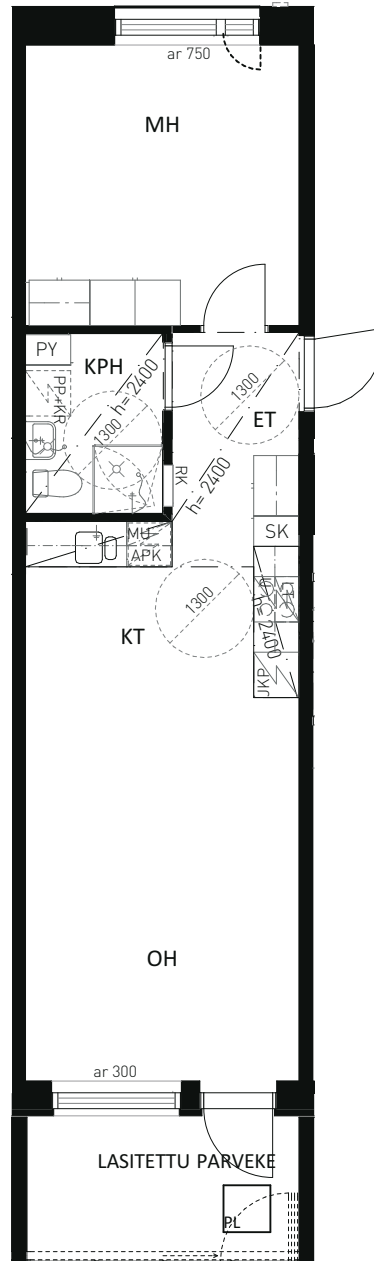 ar 750
MH
PY
KPH
PP+KR
1300
h= 2400
1300
ET
RK
h= 2400
SK
MU
APK
1300
KT
h= 2400
JKP
OH
ar 300
LASITETTU PARVEKE
PL